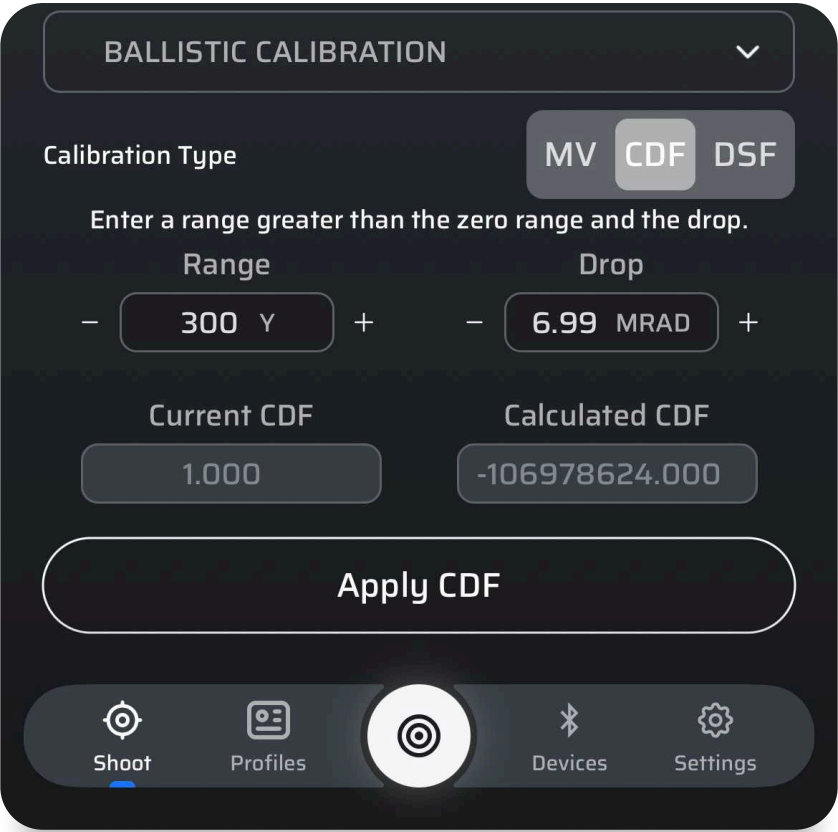 BALLISTIC CALIBRATION
Calibration Type MV CDF DSF
Enter a range greater than the zero range and the drop.
Range Drop
− 300 Y + − 6.99 MRAD +
Current CDF Calculated CDF
1.000 -106978624.000
Apply CDF
Shoot Profiles Devices Settings